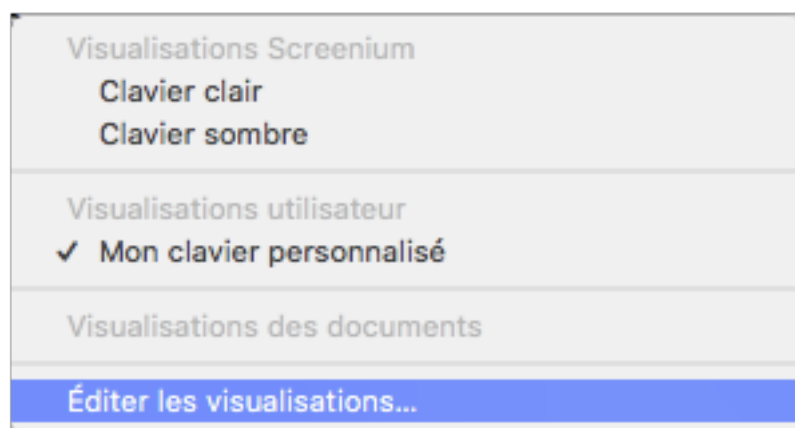 Visualisations Screenium
Clavier clair
Clavier sombre
Visualisations utilisateur
✓ Mon clavier personnalisé
Visualisations des documents
Éditer les visualisations...